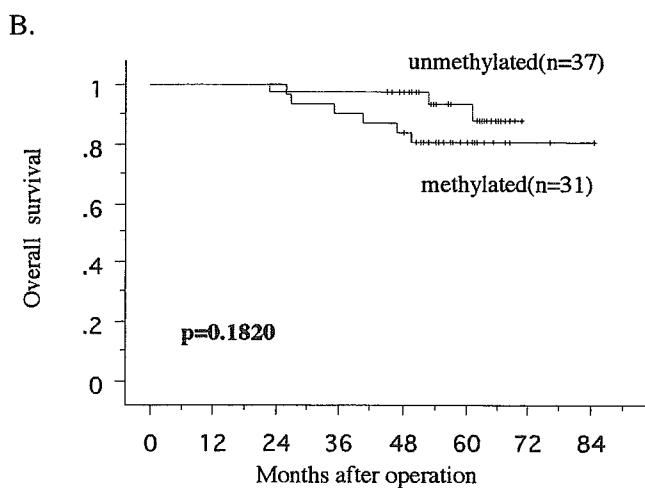 B.
unmethylated(n=37)
1
.8
methylated(n=31)
.6
.4
.2
p=0.1820
0
Overall survival
0 12 24 36 48 60 72 84
Months after operation